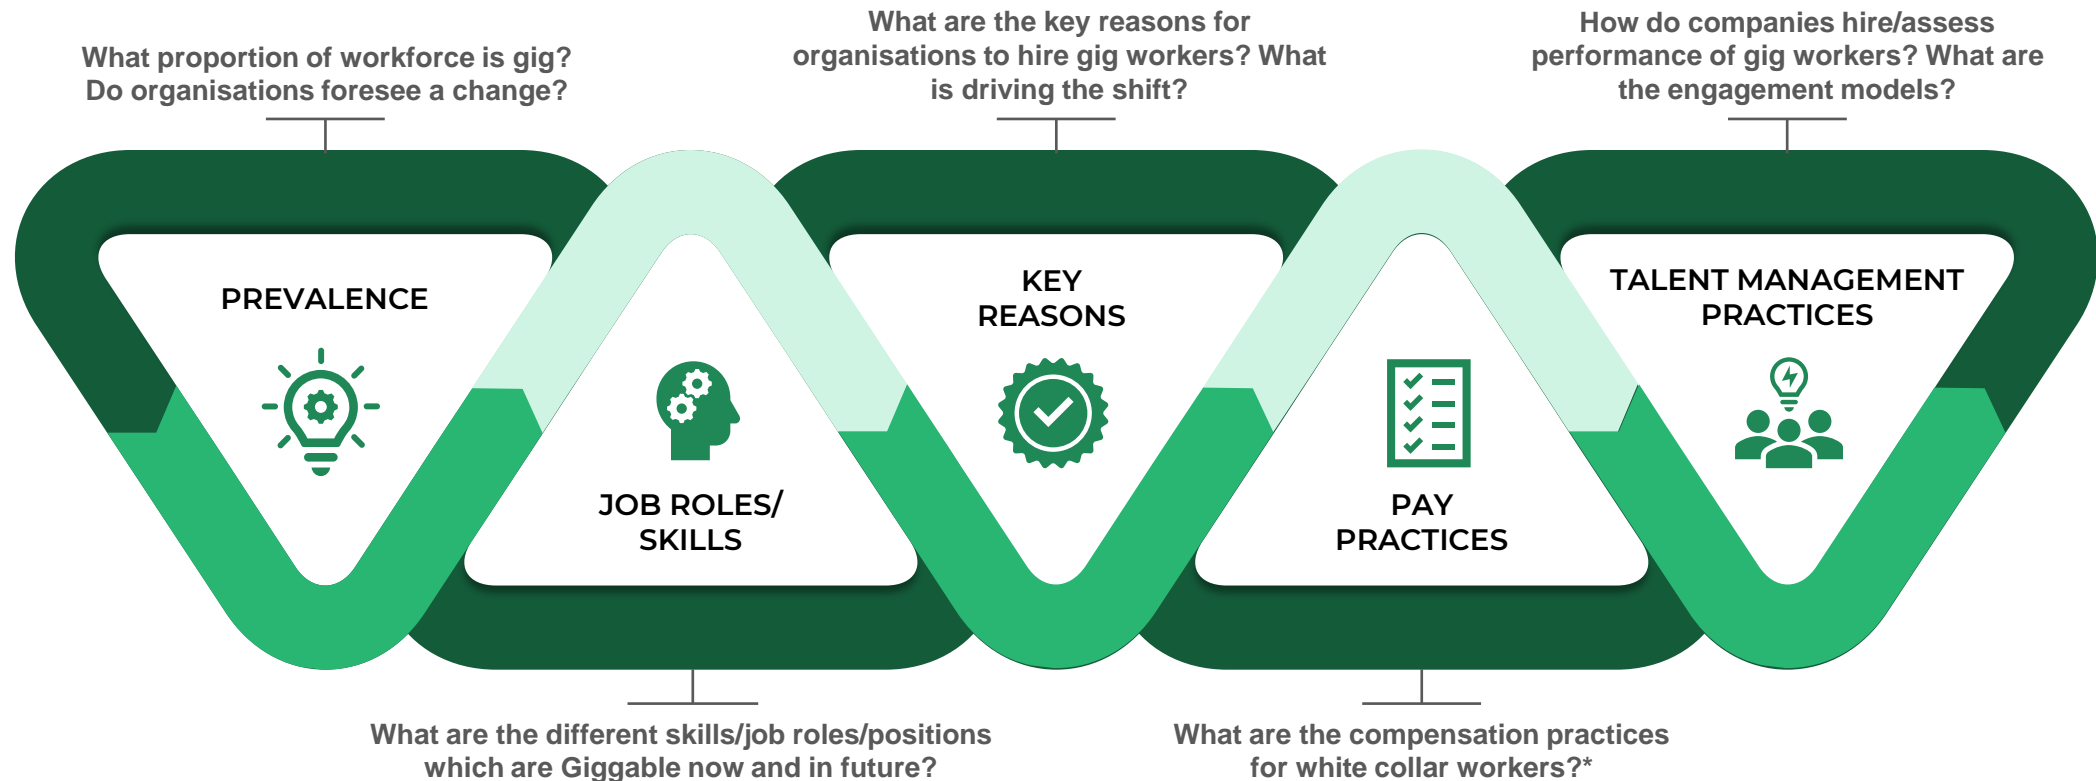 What proportion of workforce is gig?
Do organisations foresee a change?
What are the key reasons for
organisations to hire gig workers? What
is driving the shift?
How do companies hire/assess
performance of gig workers? What are
the engagement models?
PREVALENCE
JOB ROLES/
SKILLS
KEY
REASONS
PAY
PRACTICES
TALENT MANAGEMENT
PRACTICES
What are the different skills/job roles/positions
which are Giggable now and in future?
What are the compensation practices
for white collar workers?*